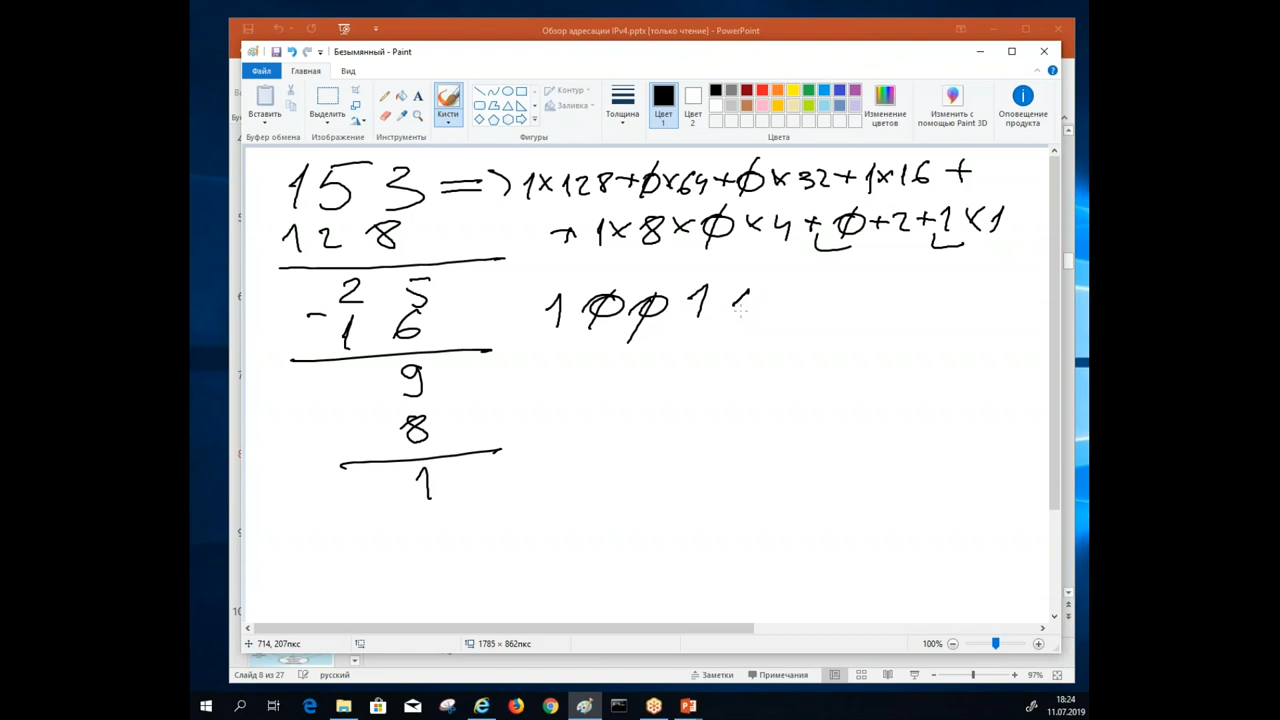 Обзор адресации IPv4.pptx [только чтение] - PowerPoint
Безымянный - Paint
Файл Главная Вид
Вставить Выделить Кисти Контур Заливка Толщина Цвет 1 Цвет 2 Изменение цветов Изменить с помощью Paint 3D Оповещение продукта
Буфер обмена Изображение Инструменты Фигуры Цвета
153 => 1×128+0×64+0×32+1×16+
128 + 1×8×0×4+0+2+1×1
25
- 16
1 0 0 1
9
8
1
714, 207пкс 1785 × 862пкс 100%
Слайд 8 из 27 русский Заметки Примечания 97%
18:24
11.07.2019